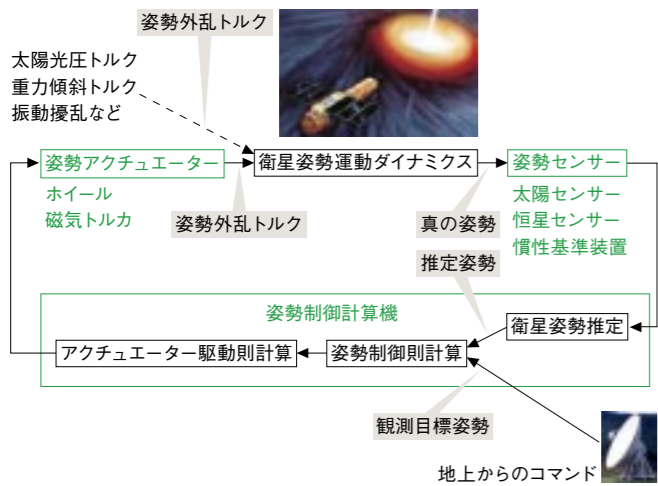 姿勢外乱トルク
太陽光圧トルク
重力傾斜トルク
振動擾乱など
姿勢アクチュエーター
衛星姿勢運動ダイナミクス
姿勢センサー
ホイール
磁気トルカ
姿勢外乱トルク
真の姿勢
太陽センサー
恒星センサー
慣性基準装置
推定姿勢
姿勢制御計算機
衛星姿勢推定
アクチュエーター駆動則計算
姿勢制御則計算
観測目標姿勢
地上からのコマンド